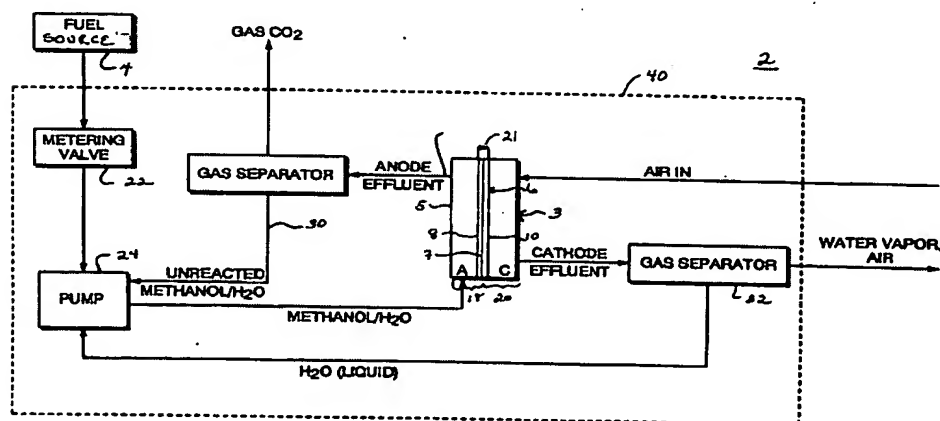 FUEL
SOURCE
4
GAS CO2
2
40
METERING
VALVE
22
GAS SEPARATOR
ANODE
EFFLUENT
21
6
AIR IN
5
3
8
10
7
30
24
PUMP
UNREACTED
METHANOL/H2O
METHANOL/H2O
A
C
18
20
CATHODE
EFFLUENT
GAS SEPARATOR
32
WATER VAPOR,
AIR
H2O (LIQUID)